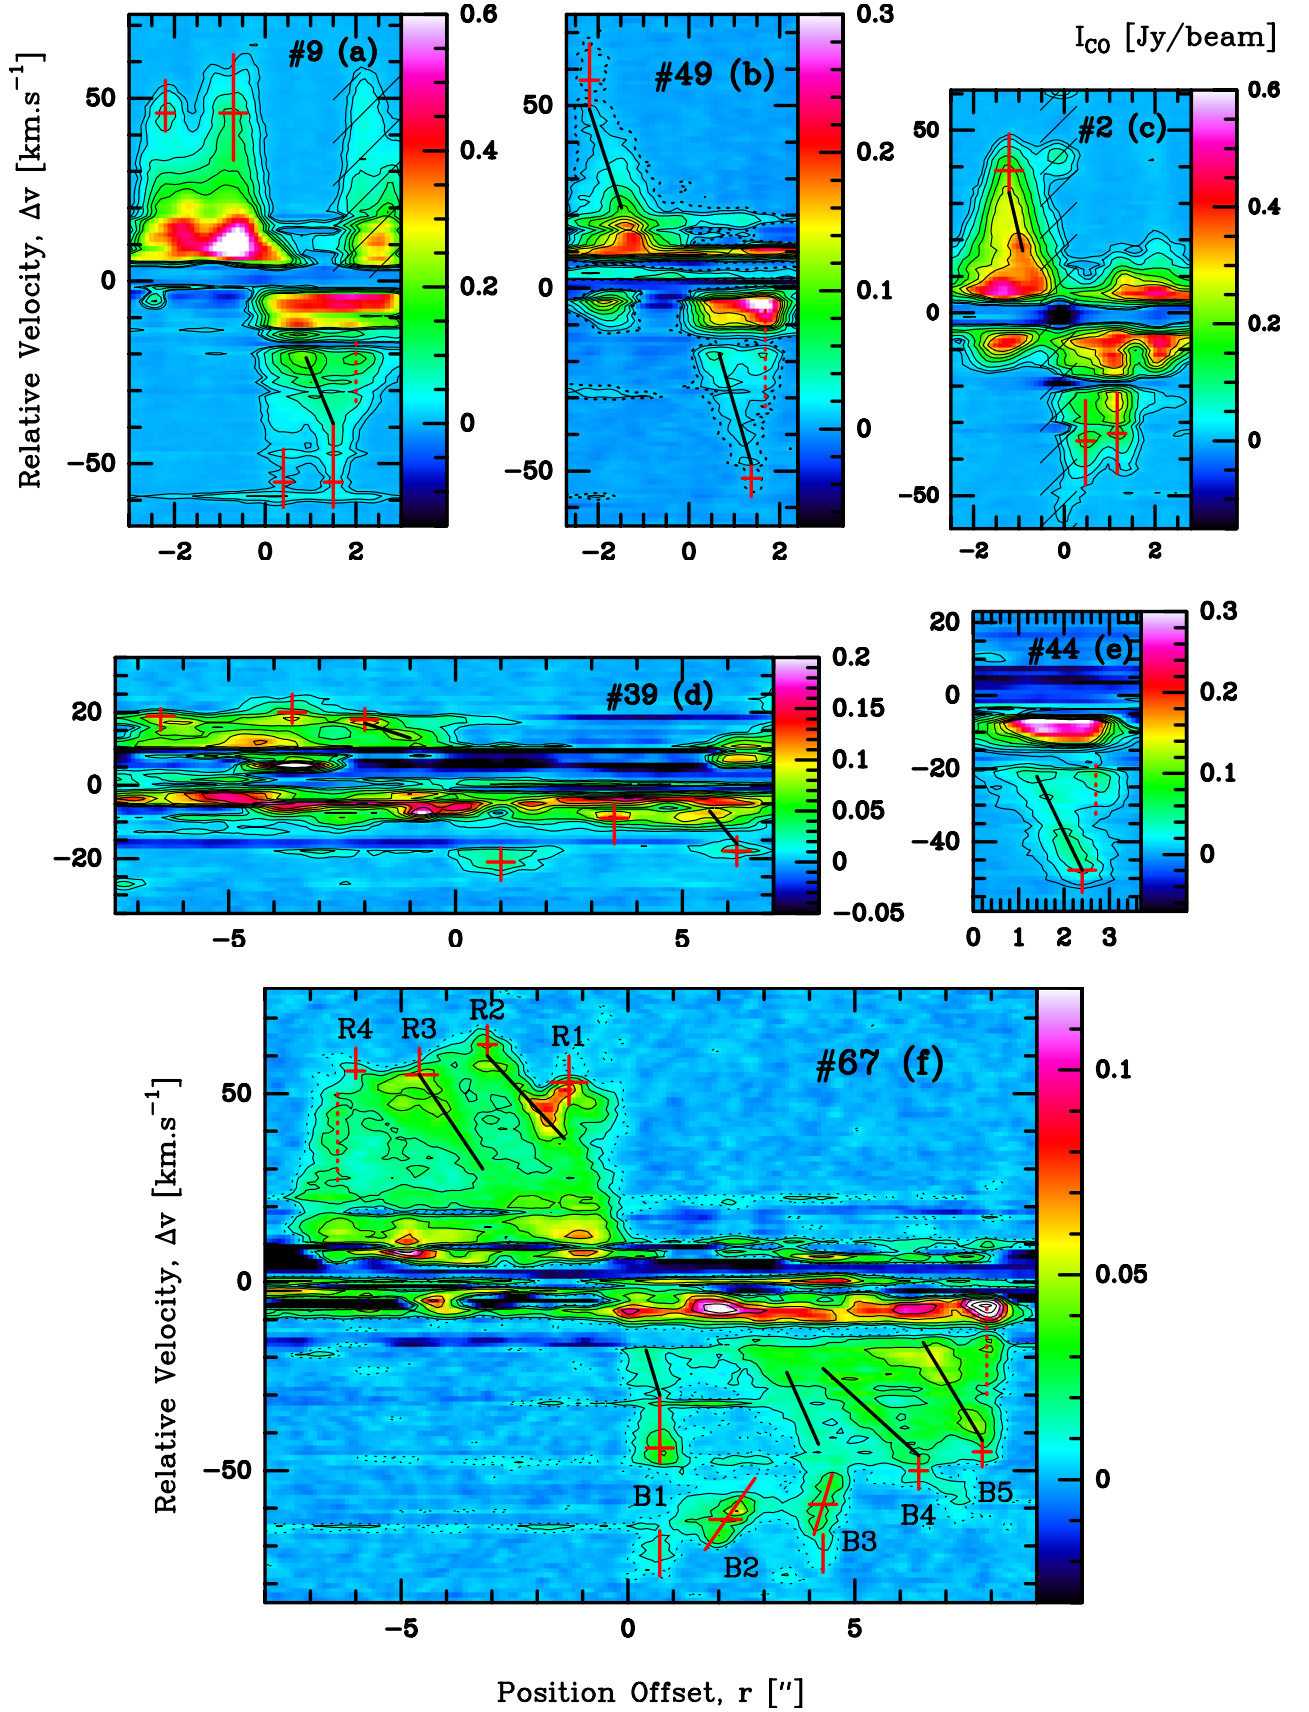 Relative Velocity, Δv [km.s⁻¹]
I_CO [Jy/beam]
#9 (a)
50
0
−50
−2 0 2
0.6
0.4
0.2
0
#49 (b)
50
0
−50
−2 0 2
0.3
0.2
0.1
0
#2 (c)
50
0
−50
−2 0 2
0.6
0.4
0.2
0
#39 (d)
20
0
−20
−5 0 5
0.2
0.15
0.1
0.05
0
−0.05
#44 (e)
20
0
−20
−40
0 1 2 3
0.3
0.2
0.1
0
Relative Velocity, Δv [km.s⁻¹]
#67 (f)
R4 R3 R2 R1
B1 B2 B3 B4 B5
50
0
−50
−5 0 5
0.1
0.05
0
Position Offset, r ["]